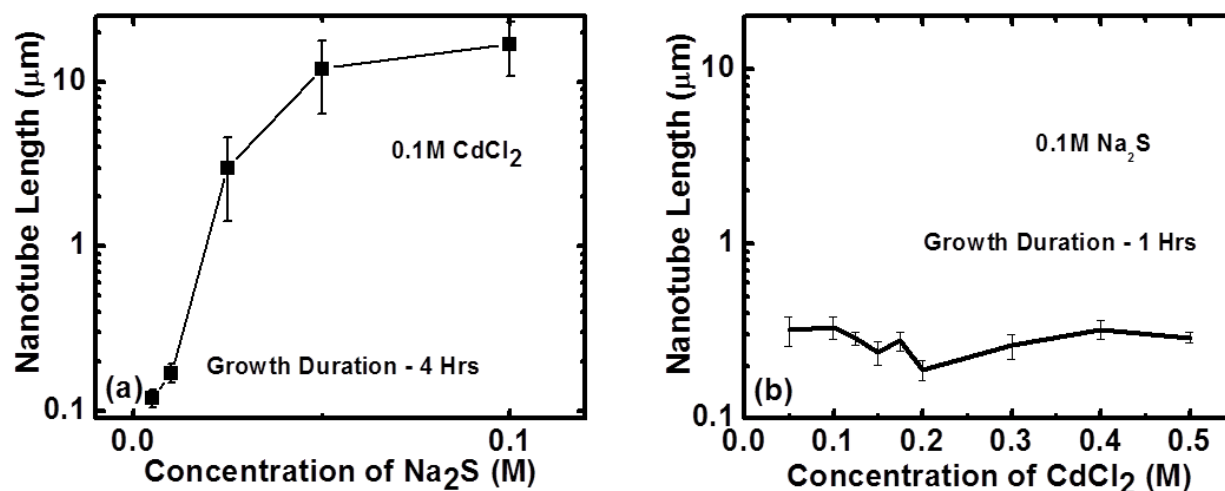 Nanotube Length (μm)
10
1
0.1
0.1M CdCl₂
Growth Duration - 4 Hrs
(a)
0.0
0.1
Concentration of Na₂S (M)
Nanotube Length (μm)
10
1
0.1
0.1M Na₂S
Growth Duration - 1 Hrs
(b)
0.0
0.1
0.2
0.3
0.4
0.5
Concentration of CdCl₂ (M)